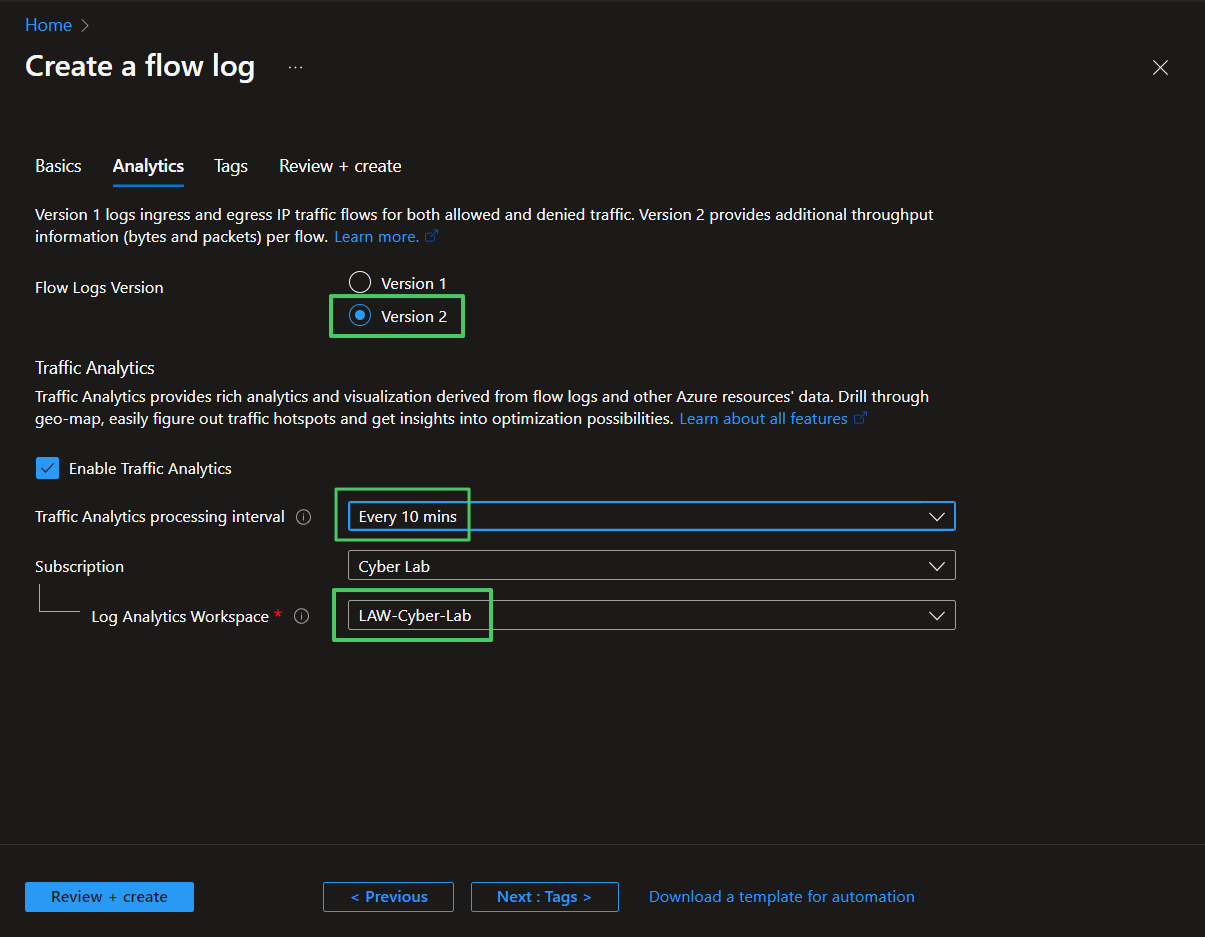 Home
Create a flow log ...
Basics Analytics Tags Review + create
Version 1 logs ingress and egress IP traffic flows for both allowed and denied traffic. Version 2 provides additional throughput
information (bytes and packets) per flow. Learn more.
Flow Logs Version
Version 1
Version 2
Traffic Analytics
Traffic Analytics provides rich analytics and visualization derived from flow logs and other Azure resources' data. Drill through
geo-map, easily figure out traffic hotspots and get insights into optimization possibilities. Learn about all features
Enable Traffic Analytics
Traffic Analytics processing interval Every 10 mins
Subscription Cyber Lab
Log Analytics Workspace * LAW-Cyber-Lab
Review + create < Previous Next : Tags > Download a template for automation